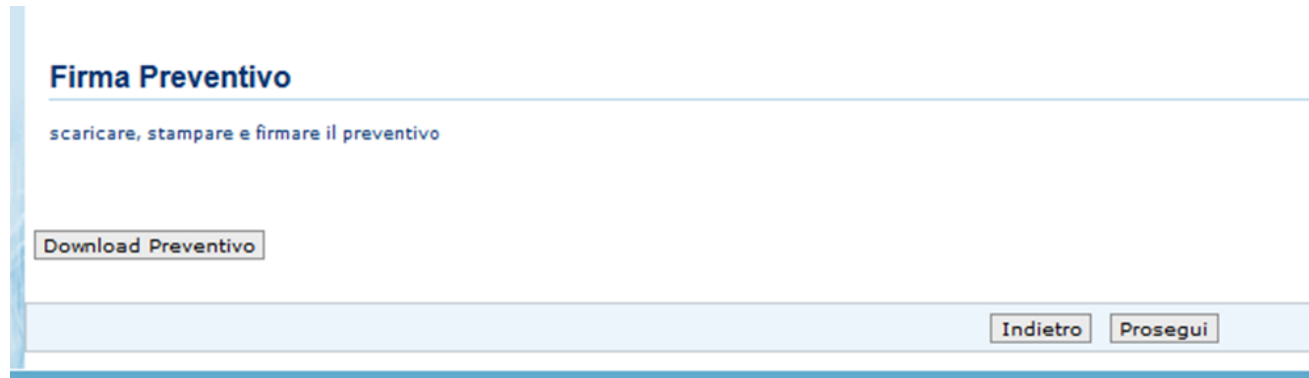 Firma Preventivo
scaricare, stampare e firmare il preventivo
Download Preventivo
Indietro Prosegui